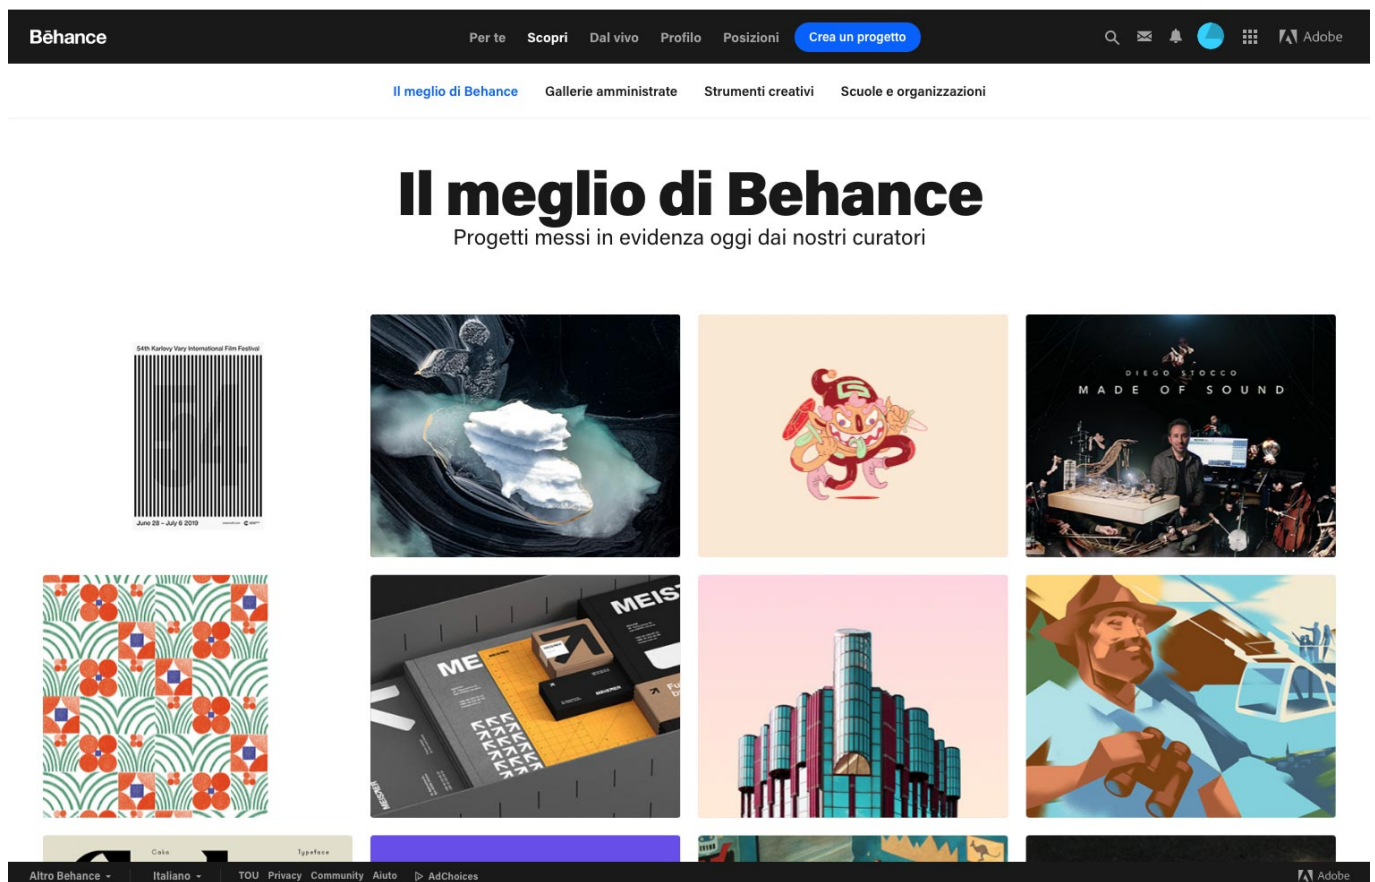 Bēhance
Per te Scopri Dal vivo Profilo Posizioni Crea un progetto
Adobe
Il meglio di Behance Gallerie amministrate Strumenti creativi Scuole e organizzazioni
Il meglio di Behance
Progetti messi in evidenza oggi dai nostri curatori
54th Karlovy Vary International Film Festival
June 28 – July 6 2019
DIEGO STOCCO
MADE OF SOUND
MEIS
ME
MEISTER
Cake Typeface
Altro Behance Italiano TOU Privacy Community Aiuto AdChoices
Adobe